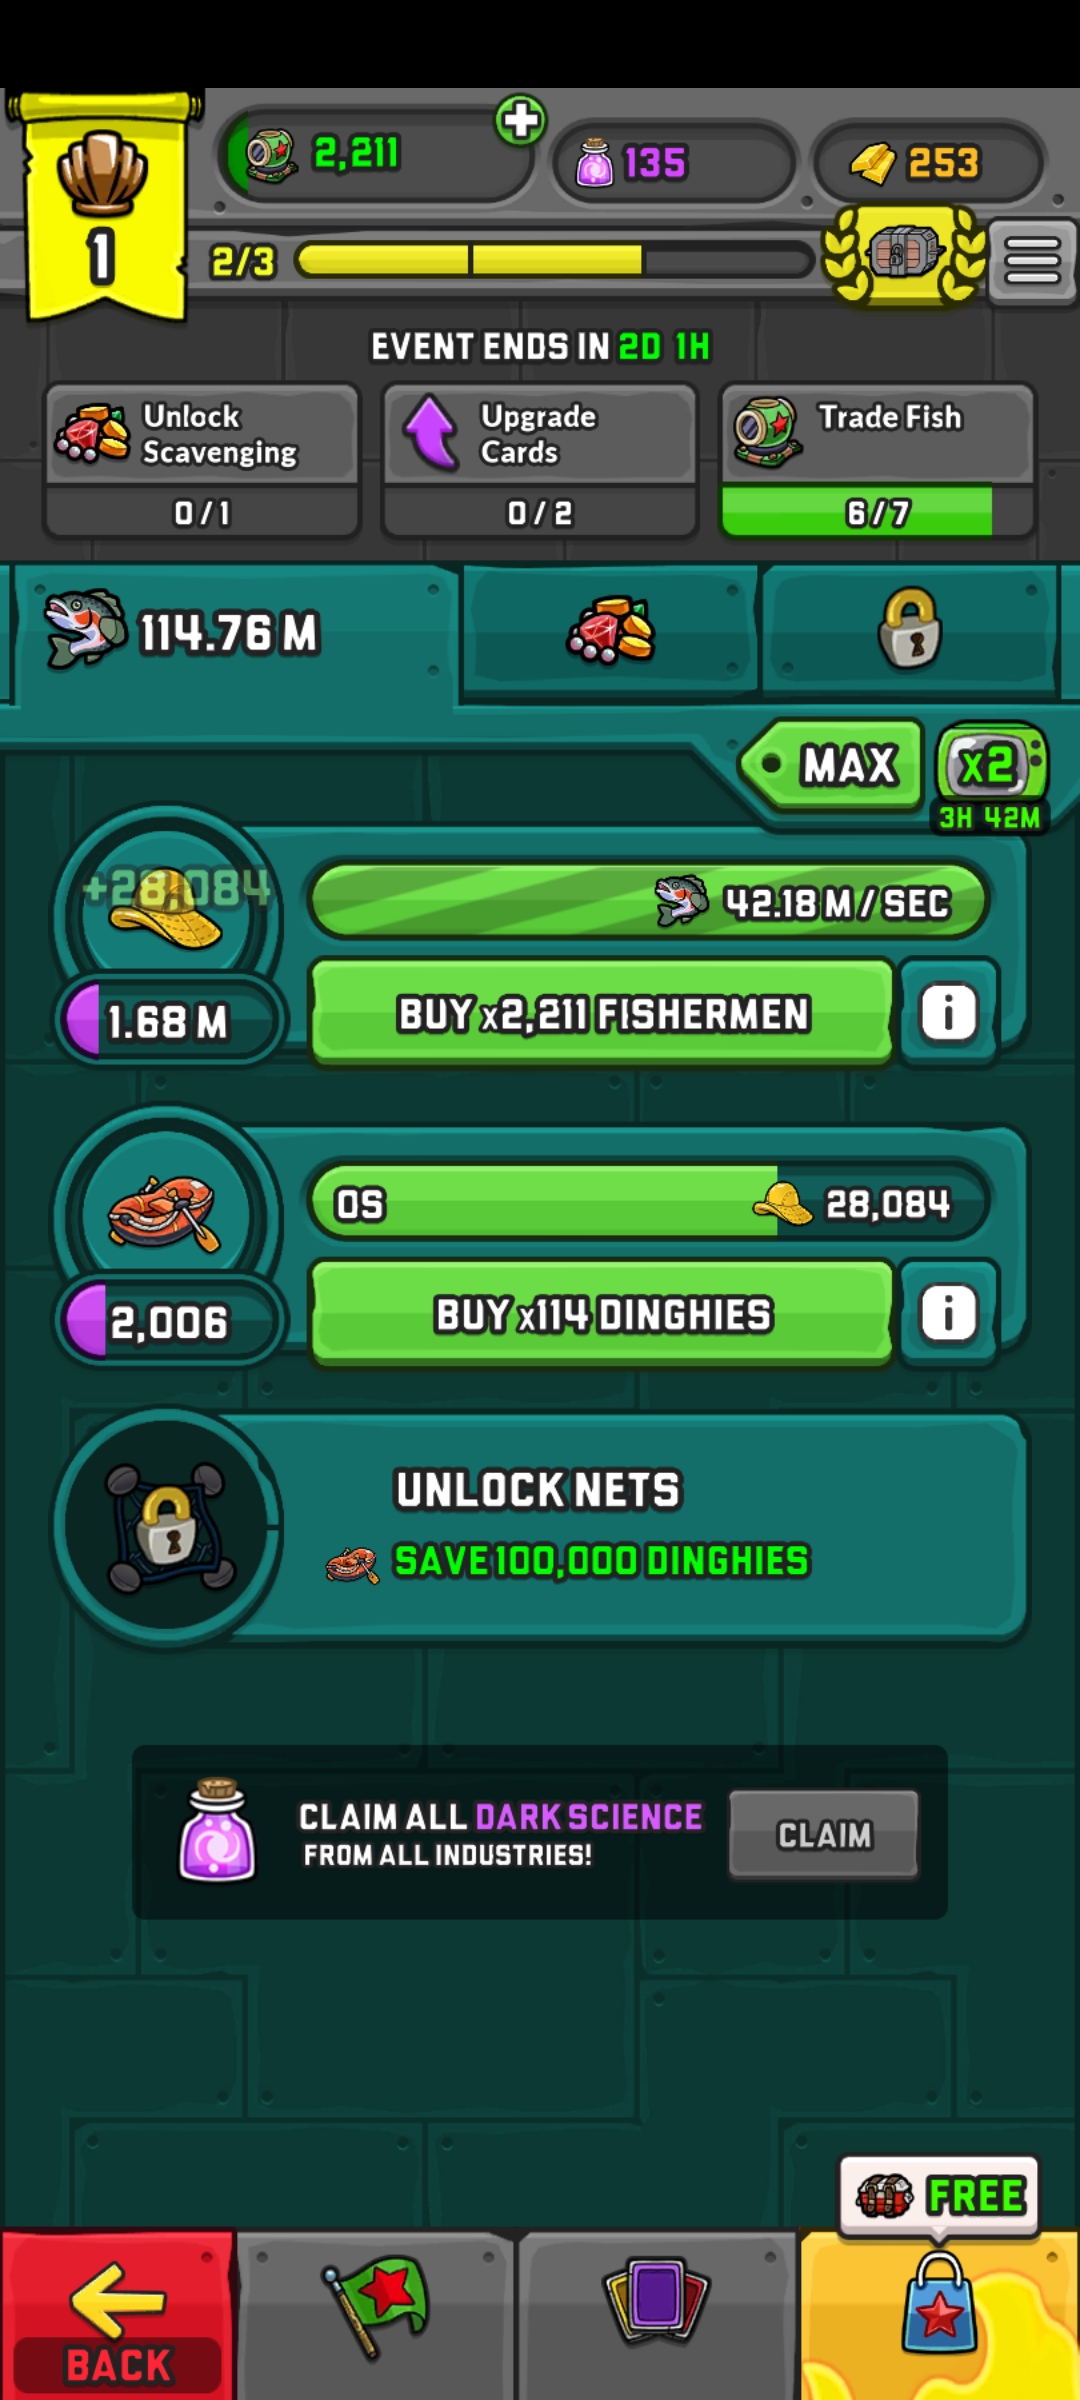 2,211
135
253
1
2/3
EVENT ENDS IN 2D 1H
Unlock
Scavenging
0/1
Upgrade
Cards
0/2
Trade Fish
6/7
114.76 M
MAX
x2
3H 42M
+28,084
42.18 M / SEC
1.68 M
BUY x2,211 FISHERMEN
i
0S
28,084
2,006
BUY x114 DINGHIES
i
UNLOCK NETS
SAVE 100,000 DINGHIES
CLAIM ALL DARK SCIENCE
FROM ALL INDUSTRIES!
CLAIM
FREE
BACK